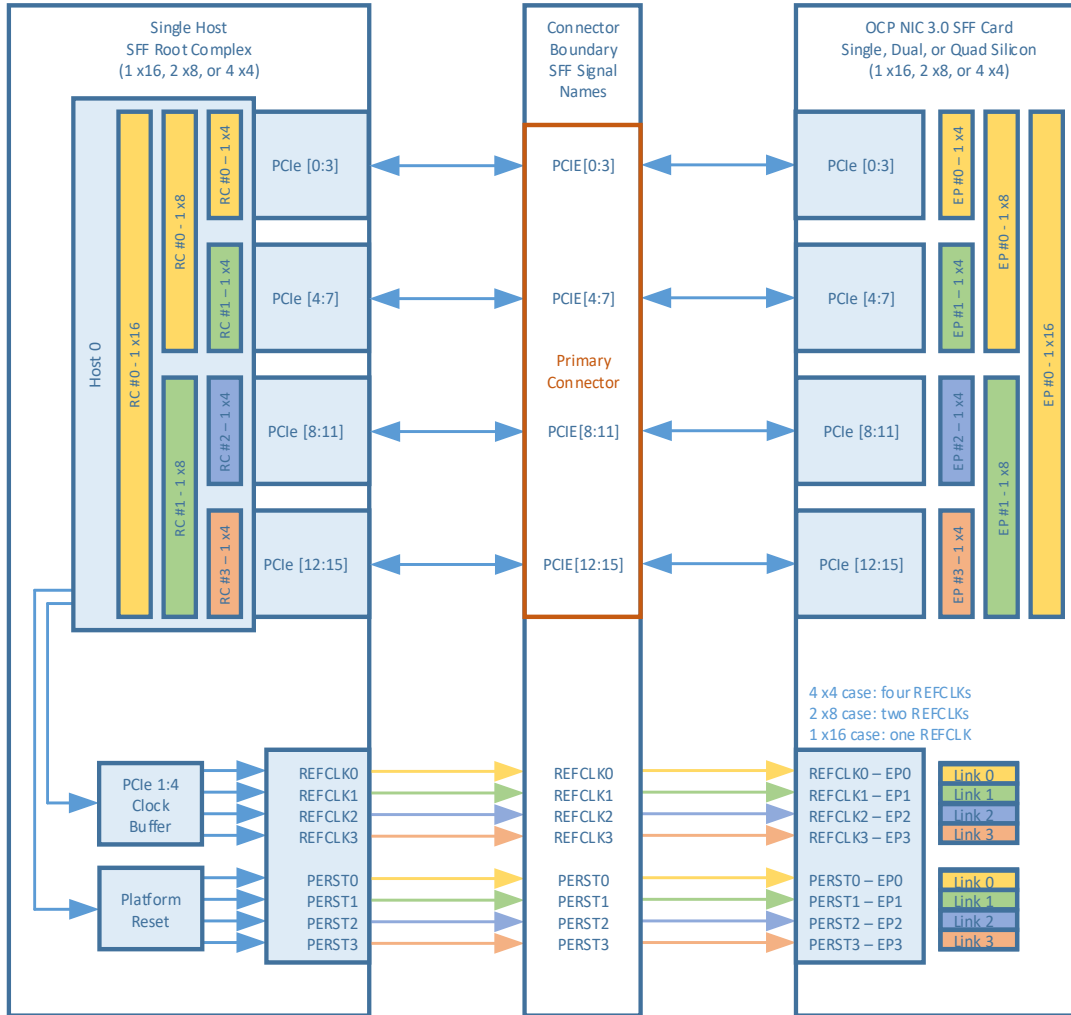 Single Host
SFF Root Complex
(1 x16, 2 x8, or 4 x4)
Connector
Boundary
SFF Signal
Names
OCP NIC 3.0 SFF Card
Single, Dual, or Quad Silicon
(1 x16, 2 x8, or 4 x4)
Host 0
RC #0 - 1 x16
RC #0 - 1 x8
RC #1 - 1 x8
RC #0 – 1 x4
RC #1 – 1 x4
RC #2 – 1 x4
RC #3 – 1 x4
PCIe [0:3]
PCIe [4:7]
PCIe [8:11]
PCIe [12:15]
PCIE[0:3]
PCIE[4:7]
Primary
Connector
PCIE[8:11]
PCIE[12:15]
PCIe [0:3]
PCIe [4:7]
PCIe [8:11]
PCIe [12:15]
EP #0 – 1 x4
EP #1 – 1 x4
EP #2 – 1 x4
EP #3 – 1 x4
EP #0 - 1 x8
EP #1 - 1 x8
EP #0 - 1 x16
4 x4 case: four REFCLKs
2 x8 case: two REFCLKs
1 x16 case: one REFCLK
PCIe 1:4
Clock
Buffer
Platform
Reset
REFCLK0
REFCLK1
REFCLK2
REFCLK3
PERST0
PERST1
PERST2
PERST3
REFCLK0
REFCLK1
REFCLK2
REFCLK3
PERST0
PERST1
PERST2
PERST3
REFCLK0 – EP0
REFCLK1 – EP1
REFCLK2 – EP2
REFCLK3 – EP3
PERST0 – EP0
PERST1 – EP1
PERST2 – EP2
PERST3 – EP3
Link 0
Link 1
Link 2
Link 3
Link 0
Link 1
Link 2
Link 3